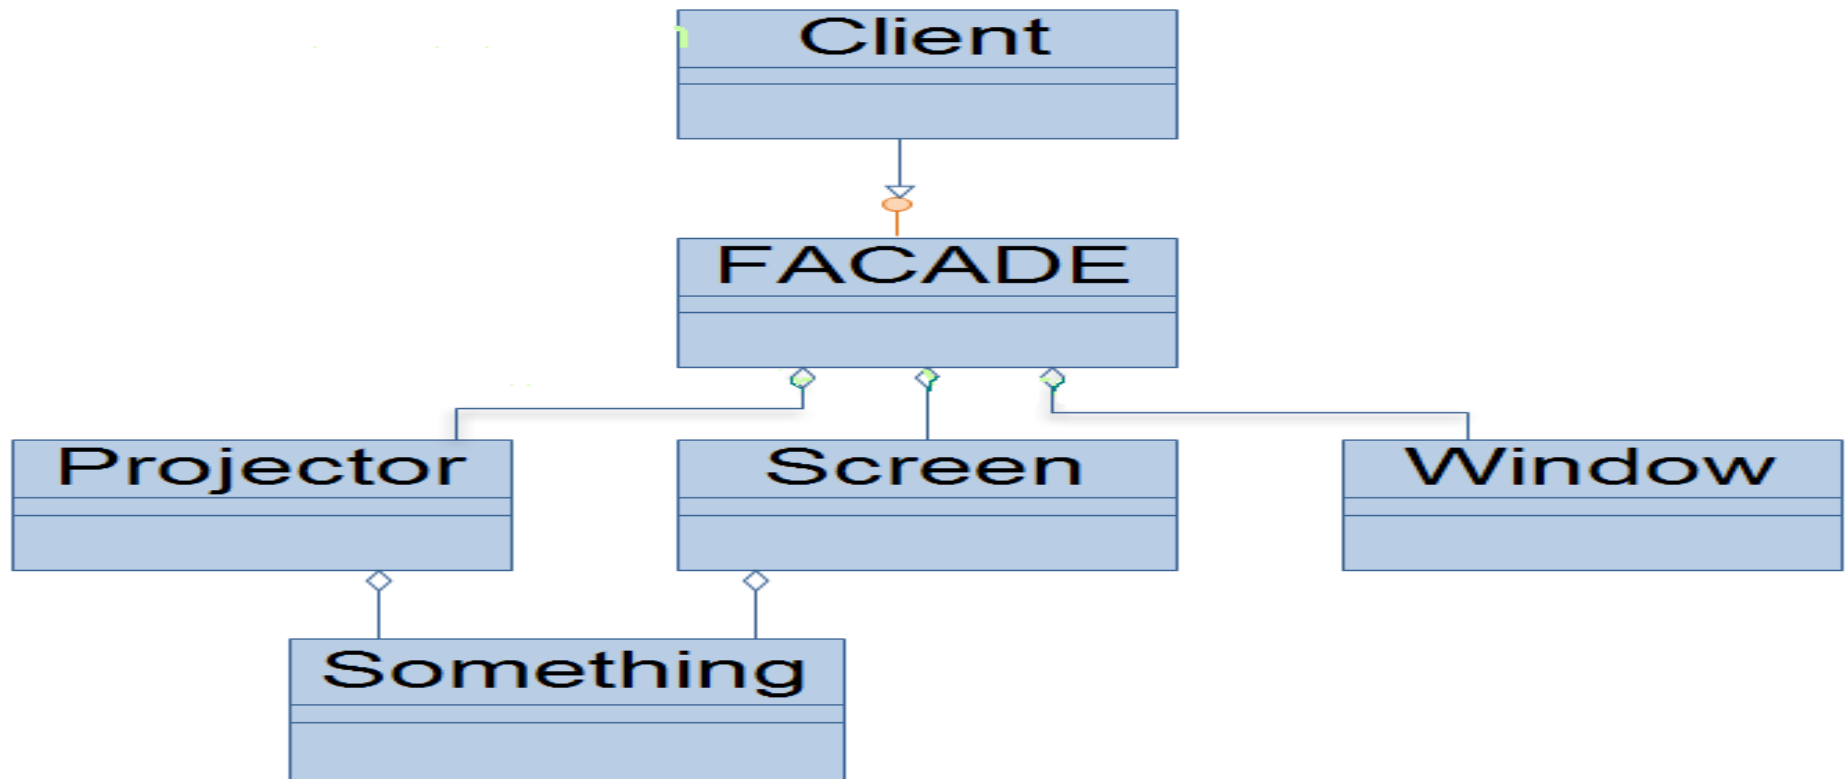 Client
FACADE
Projector
Screen
Window
Something